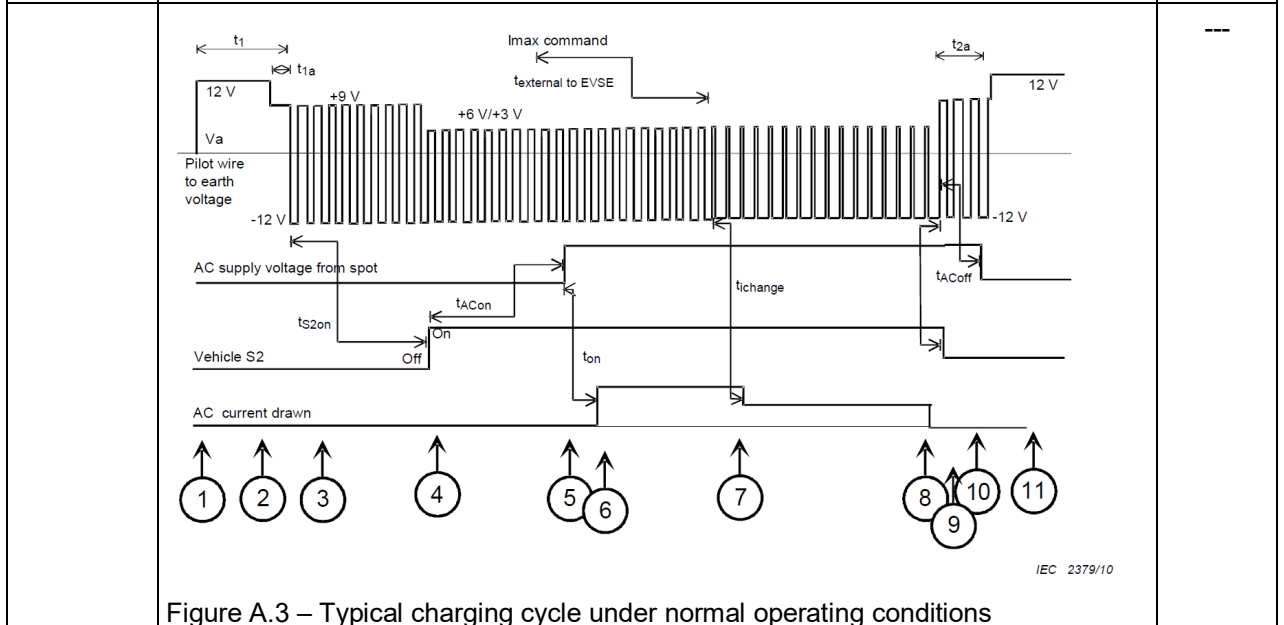 ---
t1
t1a
Imax command
texternal to EVSE
t2a
12 V
+9 V
+6 V/+3 V
12 V
Va
Pilot wire
to earth
voltage
-12 V
-12 V
AC supply voltage from spot
tACon
tichange
tACoff
tS2on
On
Vehicle S2
Off
ton
AC current drawn
1
2
3
4
5
6
7
8
9
10
11
IEC 2379/10
Figure A.3 – Typical charging cycle under normal operating conditions